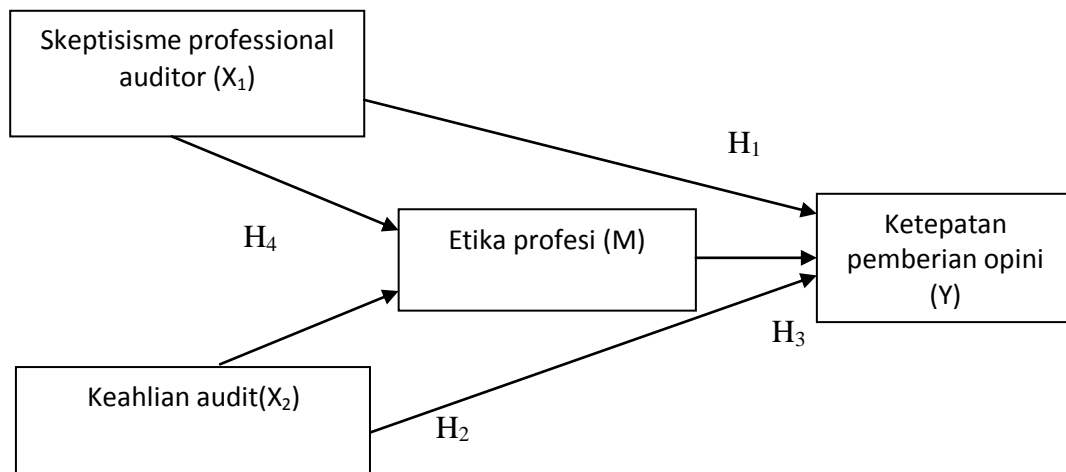 Skeptisisme professional
auditor (X₁)
H₁
H₄
Etika profesi (M)
Ketepatan
pemberian opini
(Y)
H₃
Keahlian audit(X₂)
H₂